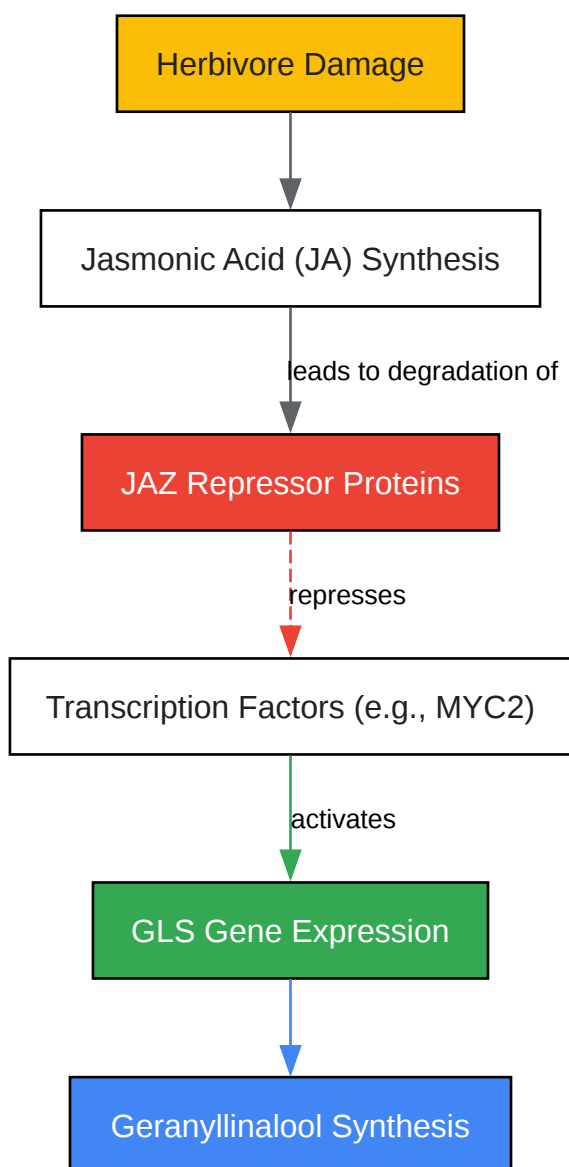 Herbivore Damage
Jasmonic Acid (JA) Synthesis
leads to degradation of
JAZ Repressor Proteins
represses
Transcription Factors (e.g., MYC2)
activates
GLS Gene Expression
Geranyllinalool Synthesis